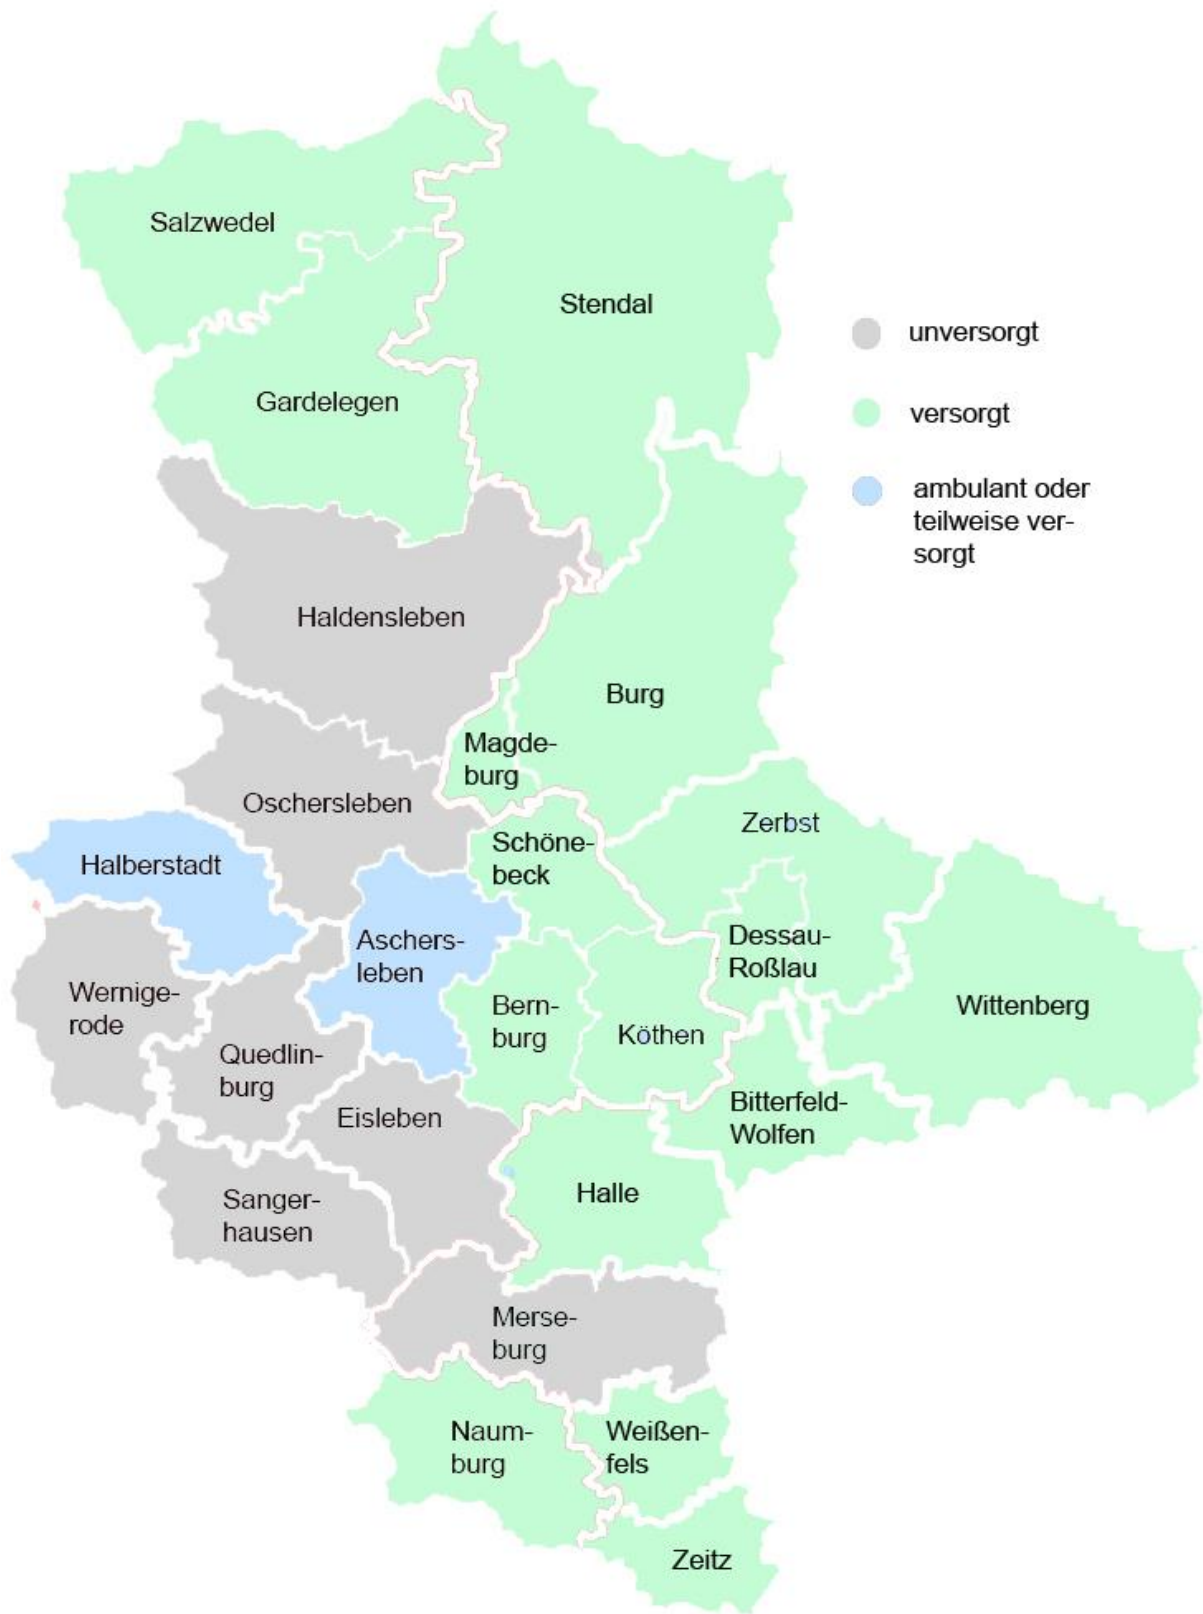 Salzwedel
Stendal
unversorgt
Gardelegen
versorgt
ambulant oder
teilweise ver-
sorgt
Haldensleben
Burg
Magde-
burg
Oschersleben
Zerbst
Schöne-
beck
Halberstadt
Aschers-
leben
Dessau-
Roßlau
Wernige-
rode
Bern-
burg
Köthen
Wittenberg
Quedlin-
burg
Eisleben
Bitterfeld-
Wolfen
Halle
Sanger-
hausen
Merse-
burg
Naum-
burg
Weißen-
fels
Zeitz